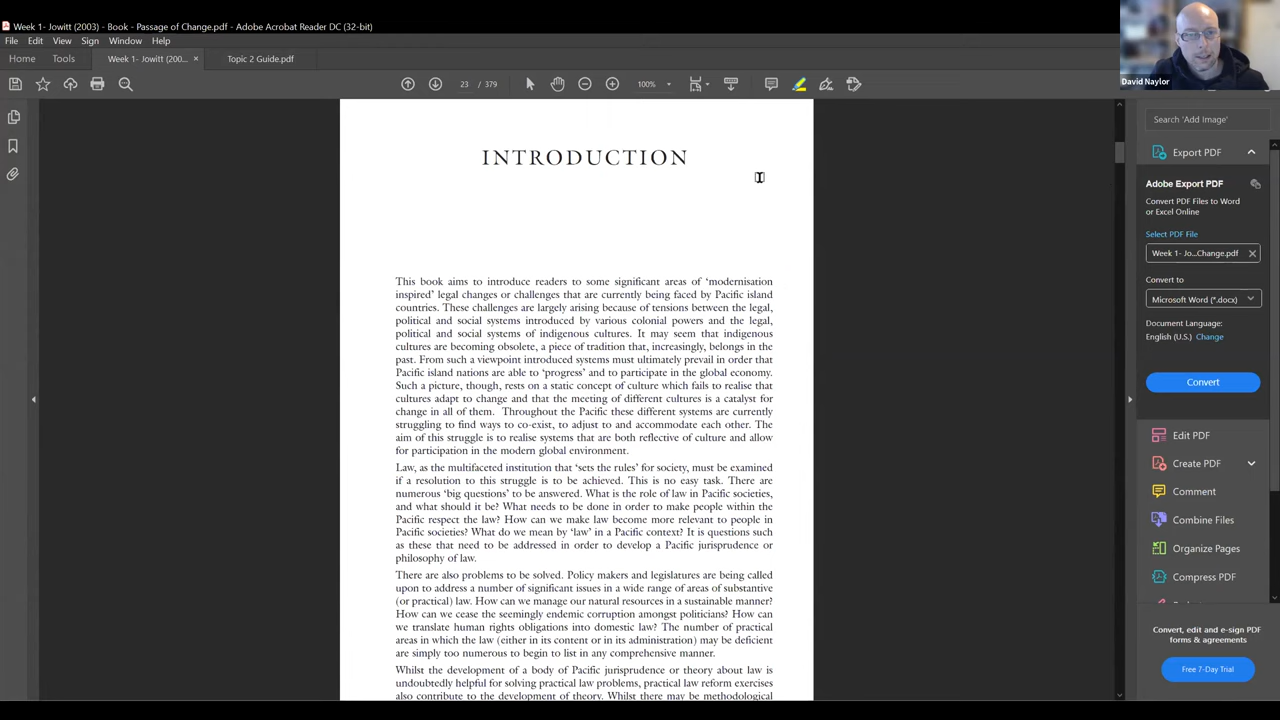 Week 1- Jowitt (2003) - Book - Passage of Change.pdf - Adobe Acrobat Reader DC (32-bit)
File Edit View Sign Window Help
Home Tools Week 1- Jowitt (200... × Topic 2 Guide.pdf
23 / 379 100%
David Naylor
INTRODUCTION
This book aims to introduce readers to some significant areas of ‘modernisation
inspired’ legal changes or challenges that are currently being faced by Pacific island
countries. These challenges are largely arising because of tensions between the legal,
political and social systems introduced by various colonial powers and the legal,
political and social systems of indigenous cultures. It may seem that indigenous
cultures are becoming obsolete, a piece of tradition that, increasingly, belongs in the
past. From such a viewpoint introduced systems must ultimately prevail in order that
Pacific island nations are able to ‘progress’ and to participate in the global economy.
Such a picture, though, rests on a static concept of culture which fails to realise that
cultures adapt to change and that the meeting of different cultures is a catalyst for
change in all of them. Throughout the Pacific these different systems are currently
struggling to find ways to co-exist, to adjust to and accommodate each other. The
aim of this struggle is to realise systems that are both reflective of culture and allow
for participation in the modern global environment.
Law, as the multifaceted institution that ‘sets the rules’ for society, must be examined
if a resolution to this struggle is to be achieved. This is no easy task. There are
numerous ‘big questions’ to be answered. What is the role of law in Pacific societies,
and what should it be? What needs to be done in order to make people within the
Pacific respect the law? How can we make law become more relevant to people in
Pacific societies? What do we mean by ‘law’ in a Pacific context? It is questions such
as these that need to be addressed in order to develop a Pacific jurisprudence or
philosophy of law.
There are also problems to be solved. Policy makers and legislatures are being called
upon to address a number of significant issues in a wide range of areas of substantive
(or practical) law. How can we manage our natural resources in a sustainable manner?
How can we cease the seemingly endemic corruption amongst politicians? How can
we translate human rights obligations into domestic law? The number of practical
areas in which the law (either in its content or in its administration) may be deficient
are simply too numerous to begin to list in any comprehensive manner.
Whilst the development of a body of Pacific jurisprudence or theory about law is
undoubtedly helpful for solving practical law problems, practical law reform exercises
also contribute to the development of theory. Whilst there may be methodological
Search 'Add Image'
Export PDF
Adobe Export PDF
Convert PDF Files to Word
or Excel Online
Select PDF File
Week 1- Jo...Change.pdf
Convert to
Microsoft Word (*.docx)
Document Language:
English (U.S.) Change
Convert
Edit PDF
Create PDF
Comment
Combine Files
Organize Pages
Compress PDF
Convert, edit and e-sign PDF
forms & agreements
Free 7-Day Trial